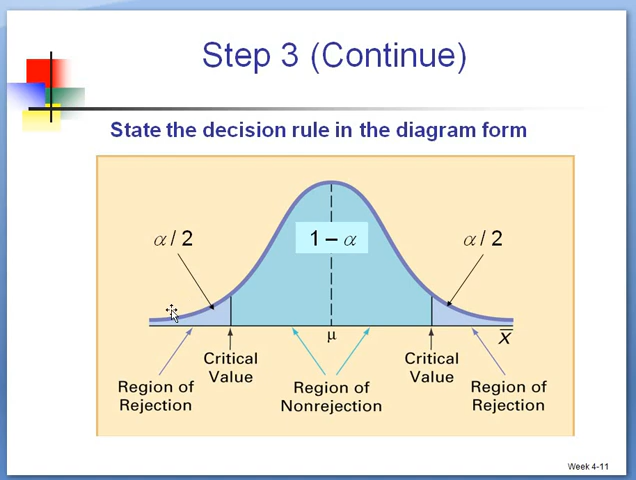 Step 3 (Continue)
State the decision rule in the diagram form
α / 2
1 – α
α / 2
μ
X̅
Critical
Value
Critical
Value
Region of
Rejection
Region of
Nonrejection
Region of
Rejection
Week 4-11